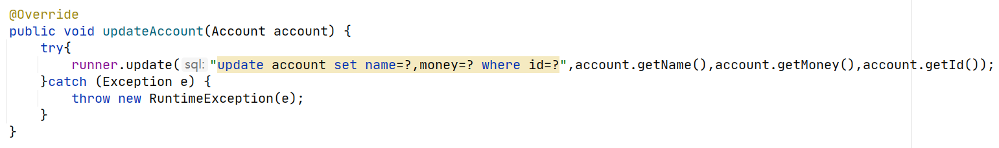 @Override
public void updateAccount(Account account) {
    try{
        runner.update( sql: "update account set name=?,money=? where id=?",account.getName(),account.getMoney(),account.getId());
    }catch (Exception e) {
        throw new RuntimeException(e);
    }
}